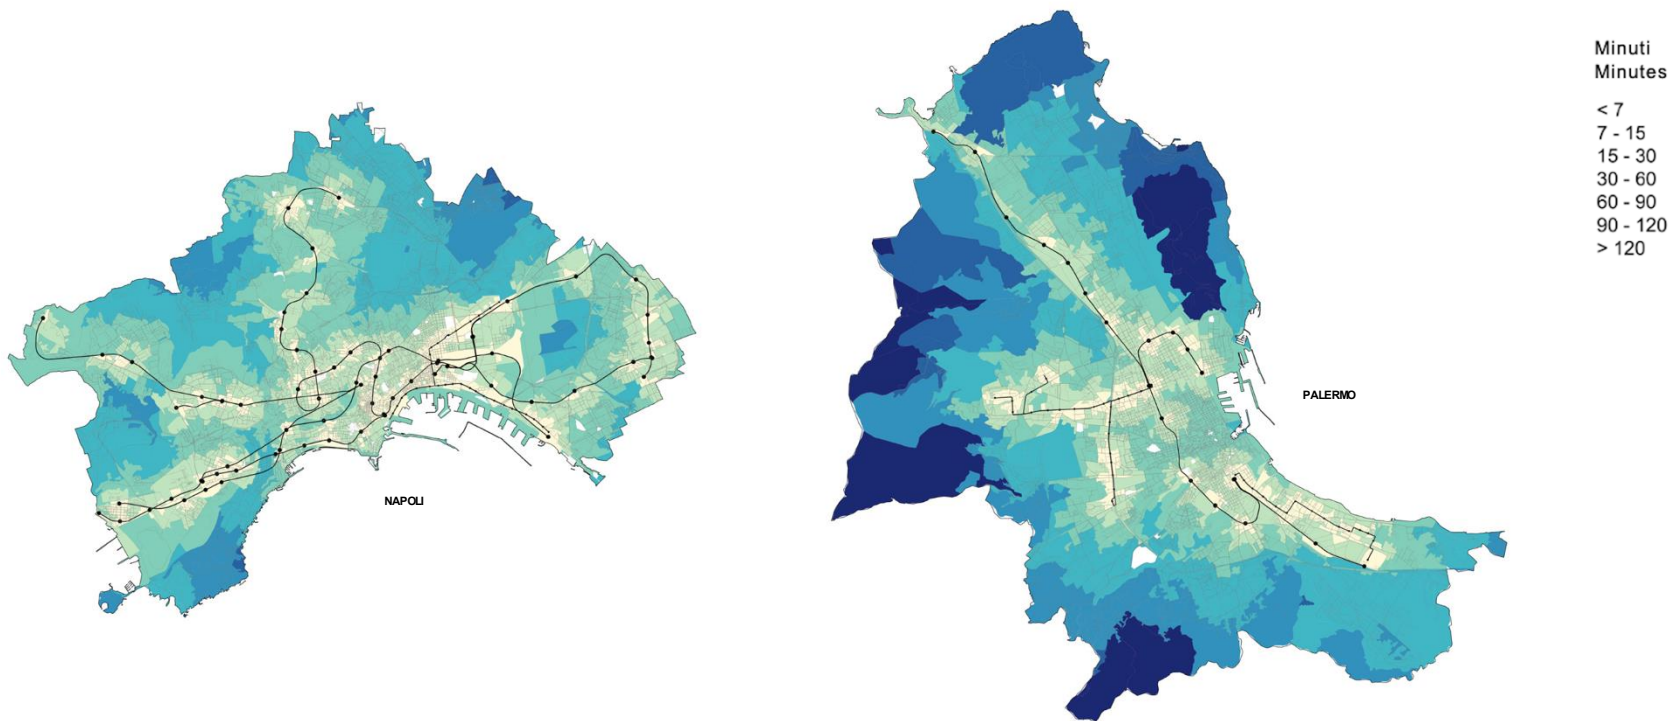 Minuti
Minutes
< 7
7 - 15
15 - 30
30 - 60
60 - 90
90 - 120
> 120
PALERMO
NAPOLI